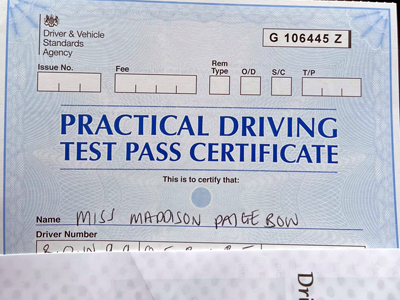 Driver & Vehicle
Standards
Agency
G 106445 Z
Issue No.
Fee
Rem
Type
O/D
S/C
T/P
PRACTICAL DRIVING
TEST PASS CERTIFICATE
This is to certify that:
Name MISS MADDISON PAIGE BOW
Driver Number
Dri